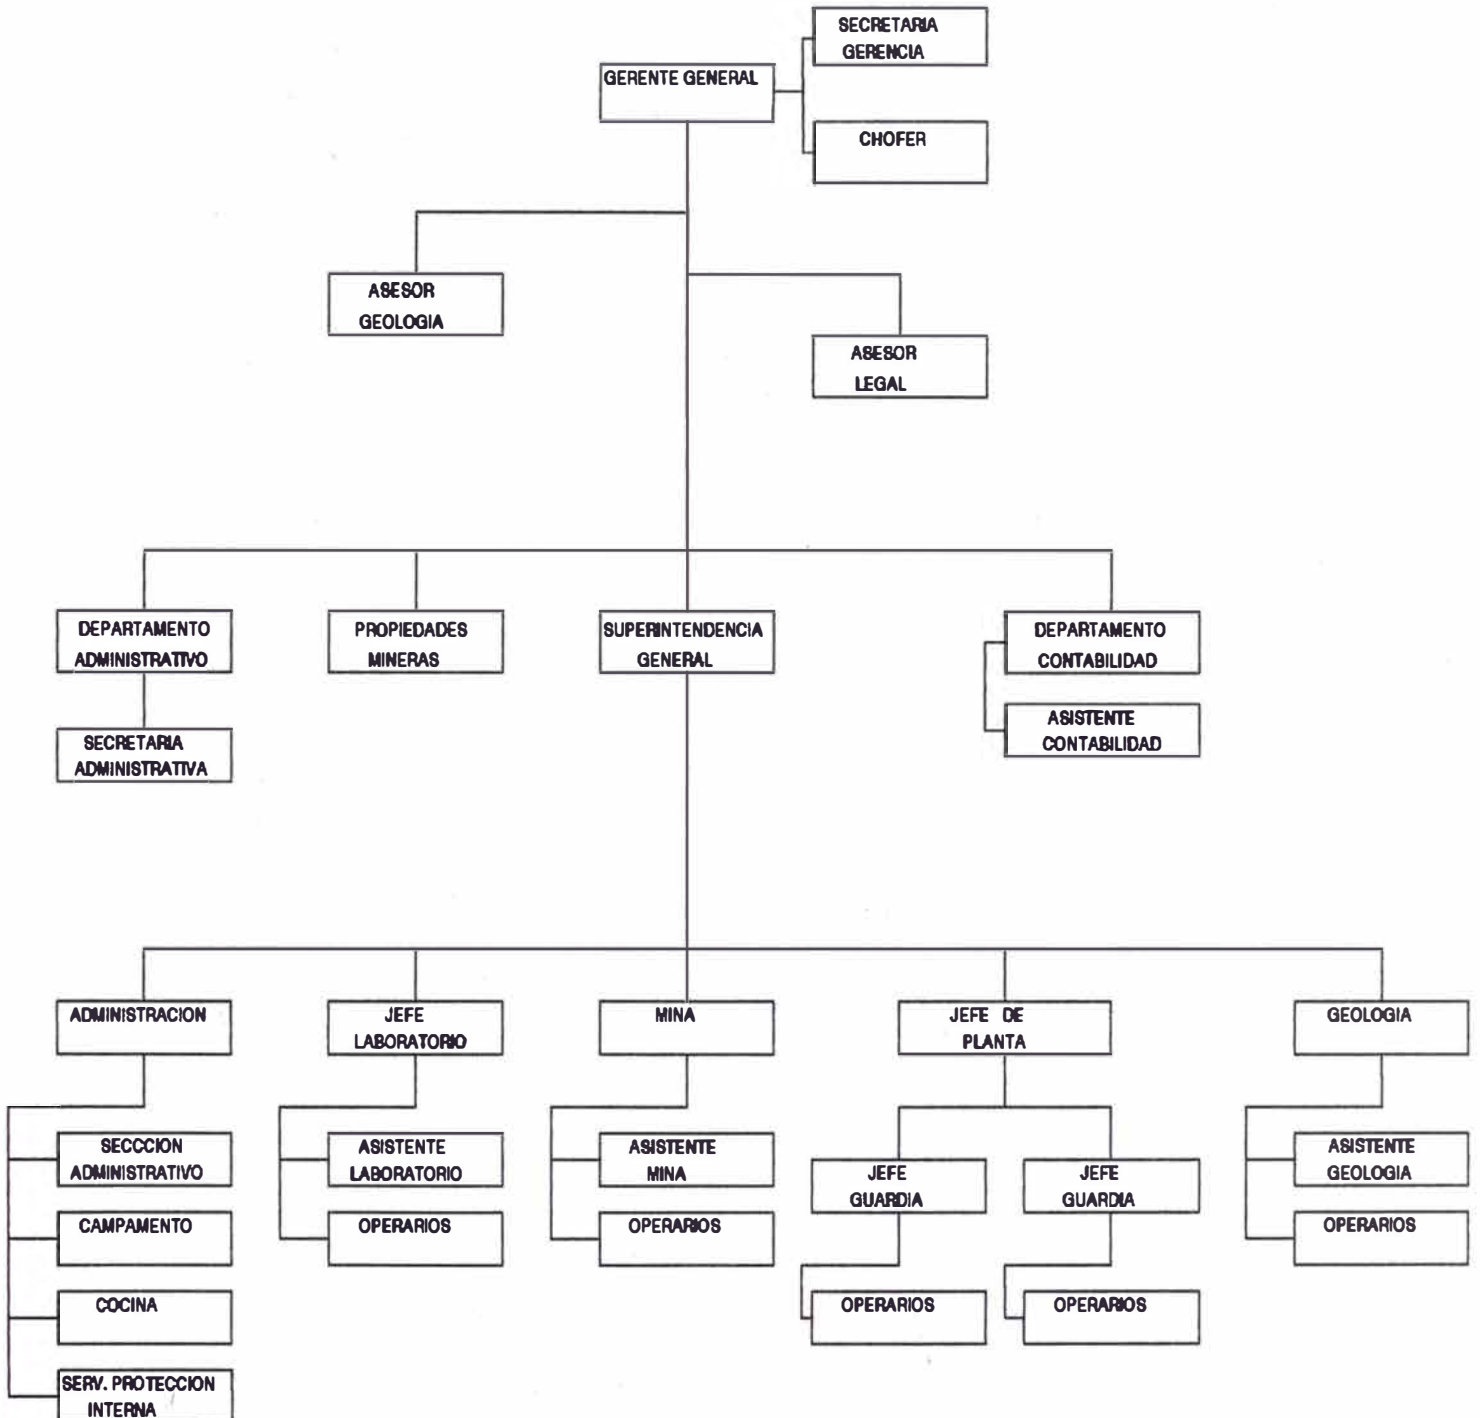 SECRETARIA
GERENCIA
GERENTE GENERAL
CHOFER
ASESOR
GEOLOGIA
ASESOR
LEGAL
DEPARTAMENTO
ADMINISTRATIVO
PROPIEDADES
MINERAS
SUPERINTENDENCIA
GENERAL
DEPARTAMENTO
CONTABILIDAD
SECRETARIA
ADMINISTRATIVA
ASISTENTE
CONTABILIDAD
ADMINISTRACION
JEFE
LABORATORIO
MINA
JEFE DE
PLANTA
GEOLOGIA
SECCCION
ADMINISTRATIVO
CAMPAMENTO
COCINA
SERV. PROTECCION
INTERNA
ASISTENTE
LABORATORIO
OPERARIOS
ASISTENTE
MINA
OPERARIOS
JEFE
GUARDIA
OPERARIOS
JEFE
GUARDIA
OPERARIOS
ASISTENTE
GEOLOGIA
OPERARIOS